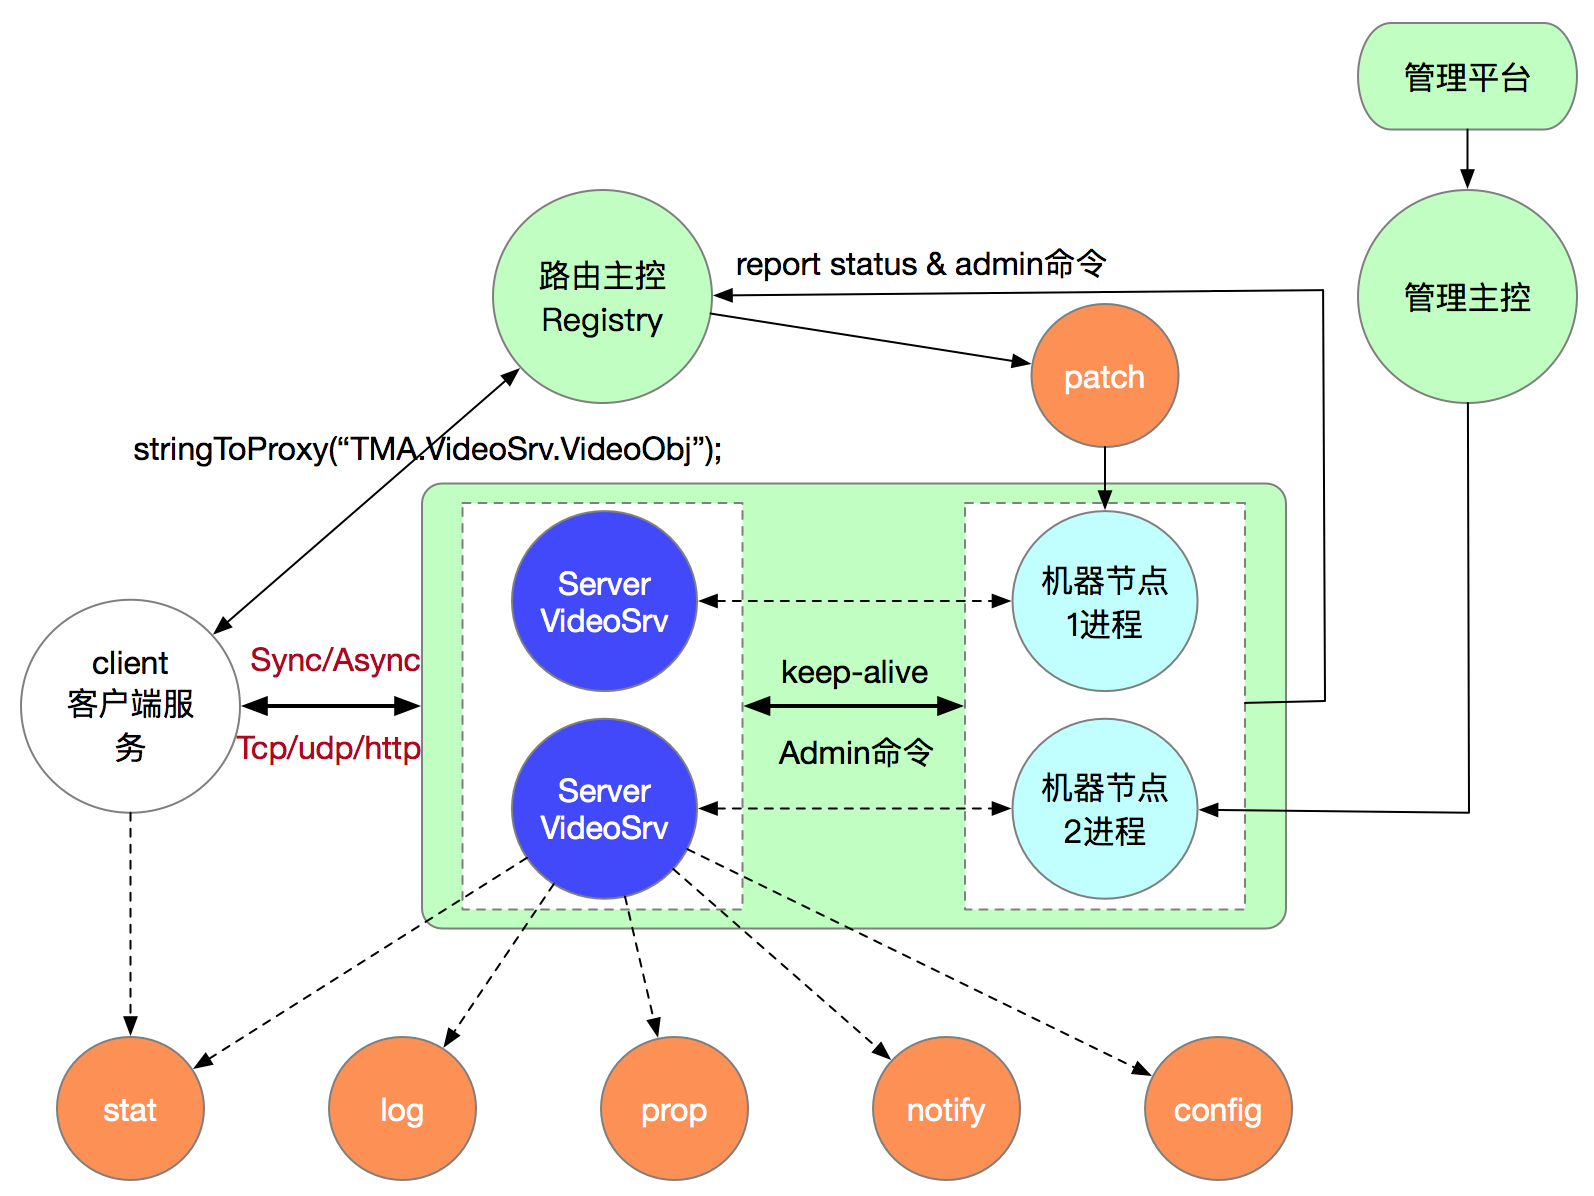 管理平台
管理主控
路由主控
Registry
report status & admin命令
patch
stringToProxy(“TMA.VideoSrv.VideoObj”);
Server
VideoSrv
机器节点
1进程
client
客户端服
务
Sync/Async
Tcp/udp/http
keep-alive
Admin命令
Server
VideoSrv
机器节点
2进程
stat
log
prop
notify
config